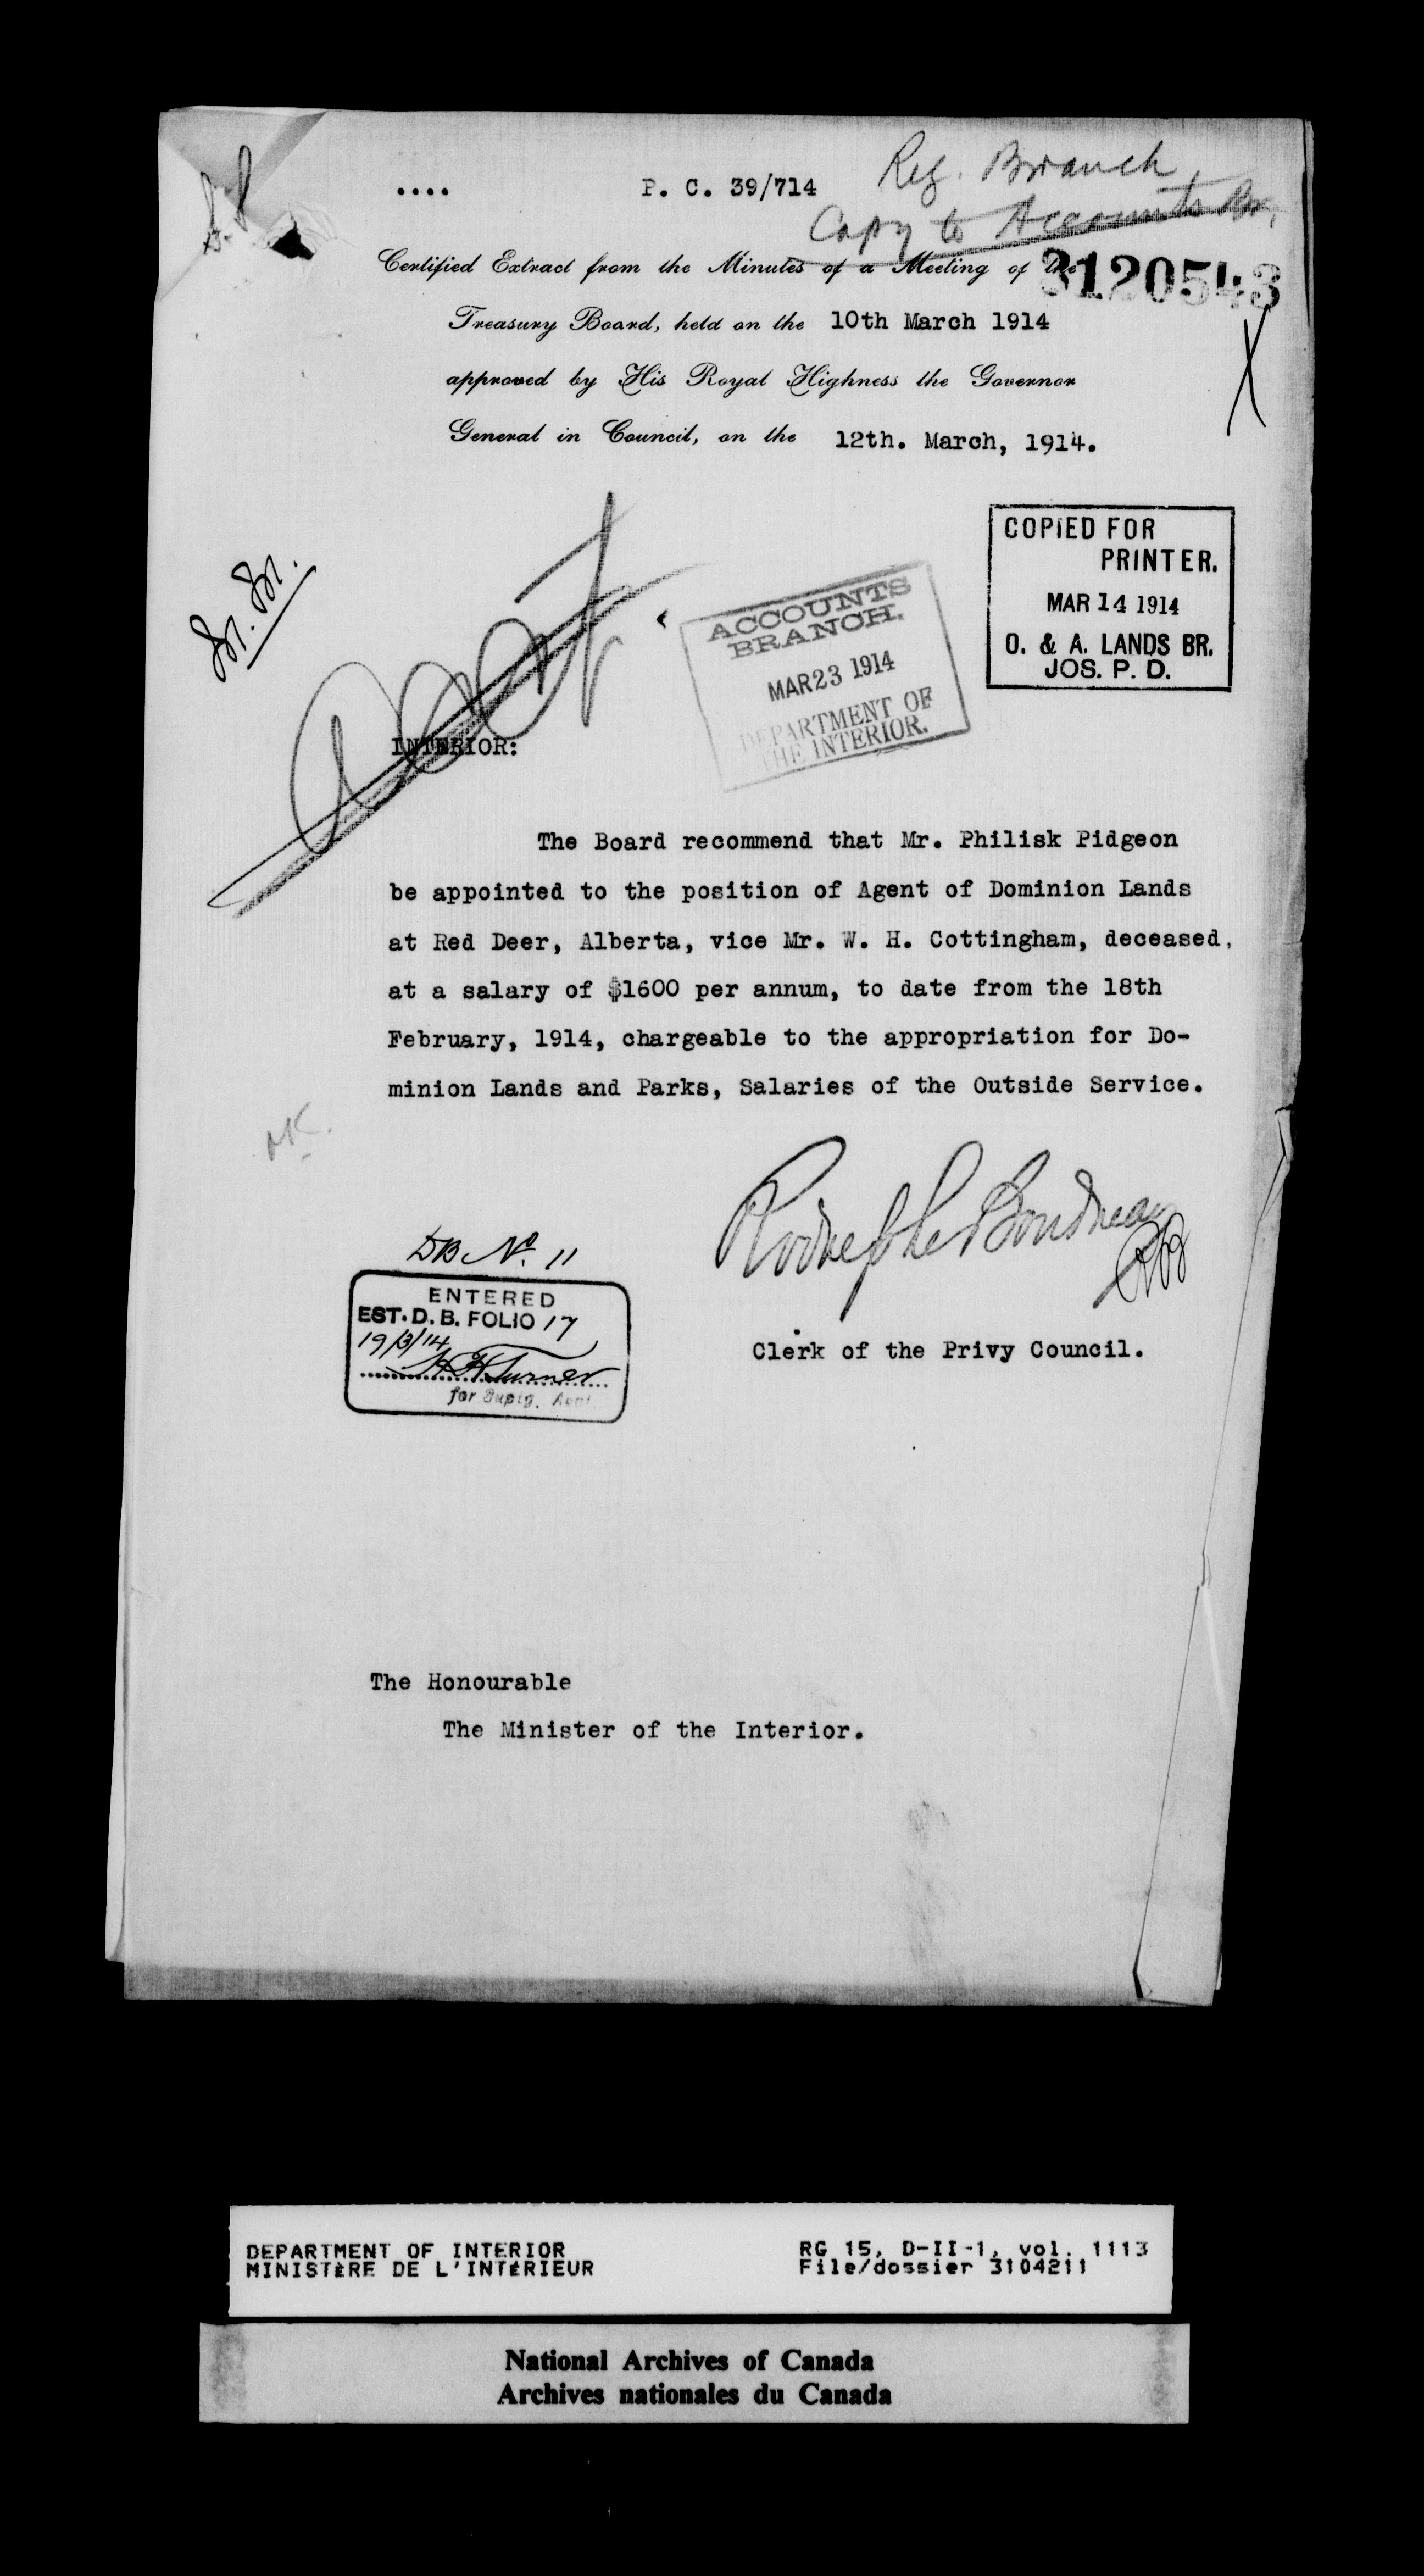 Reg. Branch
.... P. C. 39/714
Copy to Accounts Br.
Certified Extract from the Minutes of a Meeting of the
3120543
Treasury Board, held on the 10th March 1914
approved by His Royal Highness the Governor
General in Council, on the 12th. March, 1914.
COPIED FOR
PRINTER.
MAR 14 1914
O. & A. LANDS BR.
JOS. P. D.
ACCOUNTS
BRANCH.
MAR 23 1914
DEPARTMENT OF
THE INTERIOR.
INTERIOR:
The Board recommend that Mr. Philisk Pidgeon
be appointed to the position of Agent of Dominion Lands
at Red Deer, Alberta, vice Mr. W. H. Cottingham, deceased,
at a salary of $1600 per annum, to date from the 18th
February, 1914, chargeable to the appropriation for Do-
minion Lands and Parks, Salaries of the Outside Service.
Rodolphe Boudreau
DB No. 11
ENTERED
EST. D. B. FOLIO 17
19/3/14
Turner
for
Clerk of the Privy Council.
The Honourable
The Minister of the Interior.
DEPARTMENT OF INTERIOR
MINISTÈRE DE L'INTÉRIEUR
RG 15, D-II-1, vol. 1113
File/dossier 3104211
National Archives of Canada
Archives nationales du Canada